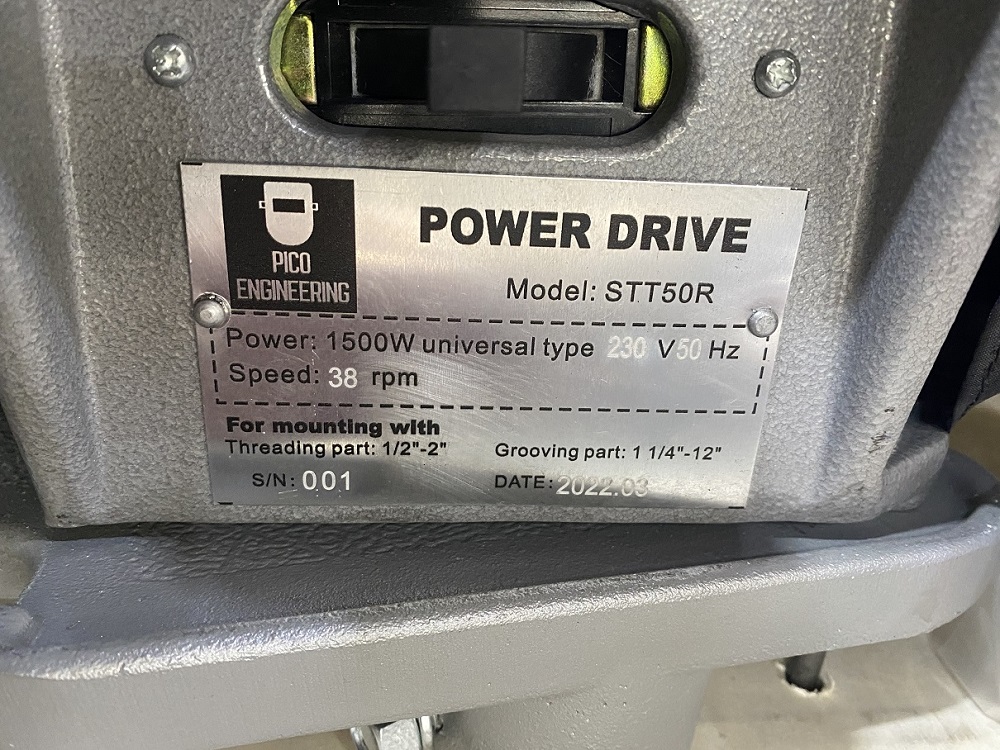 PICO
ENGINEERING
POWER DRIVE
Model: STT50R
Power: 1500W universal type 230 V 50 Hz
Speed: 38 rpm
For mounting with
Threading part: 1/2"-2" Grooving part: 1 1/4"-12"
S/N: 001 DATE: 2022.03